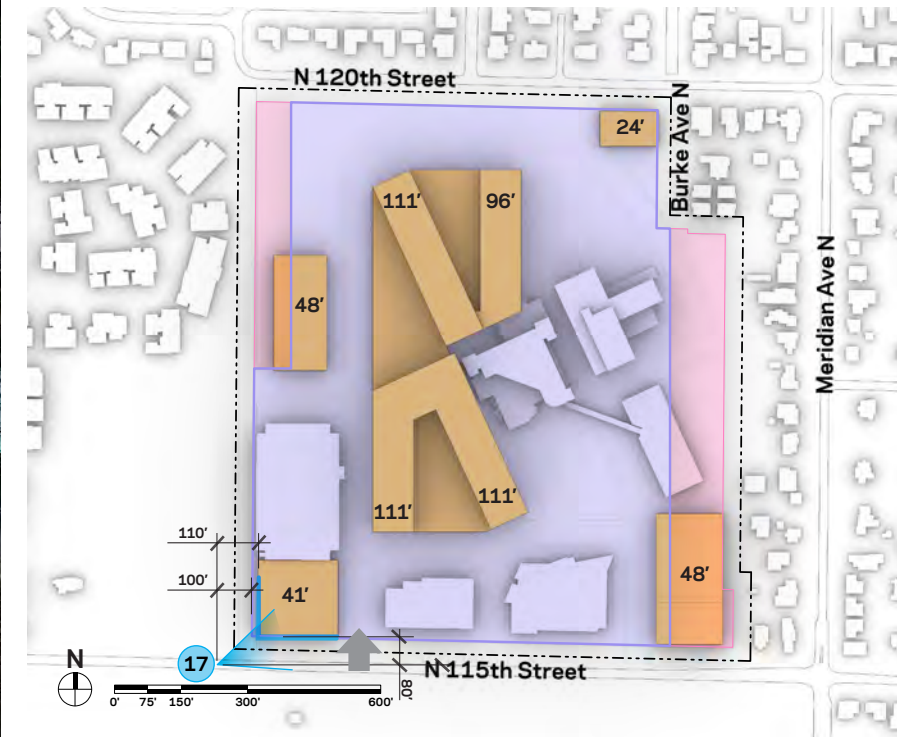 N 120th Street
Burke Ave N
24'
111'
96'
Meridian Ave N
48'
111'
111'
110'
100'
41'
48'
17
N
N 115th Street
80'
0' 75' 150' 300' 600'